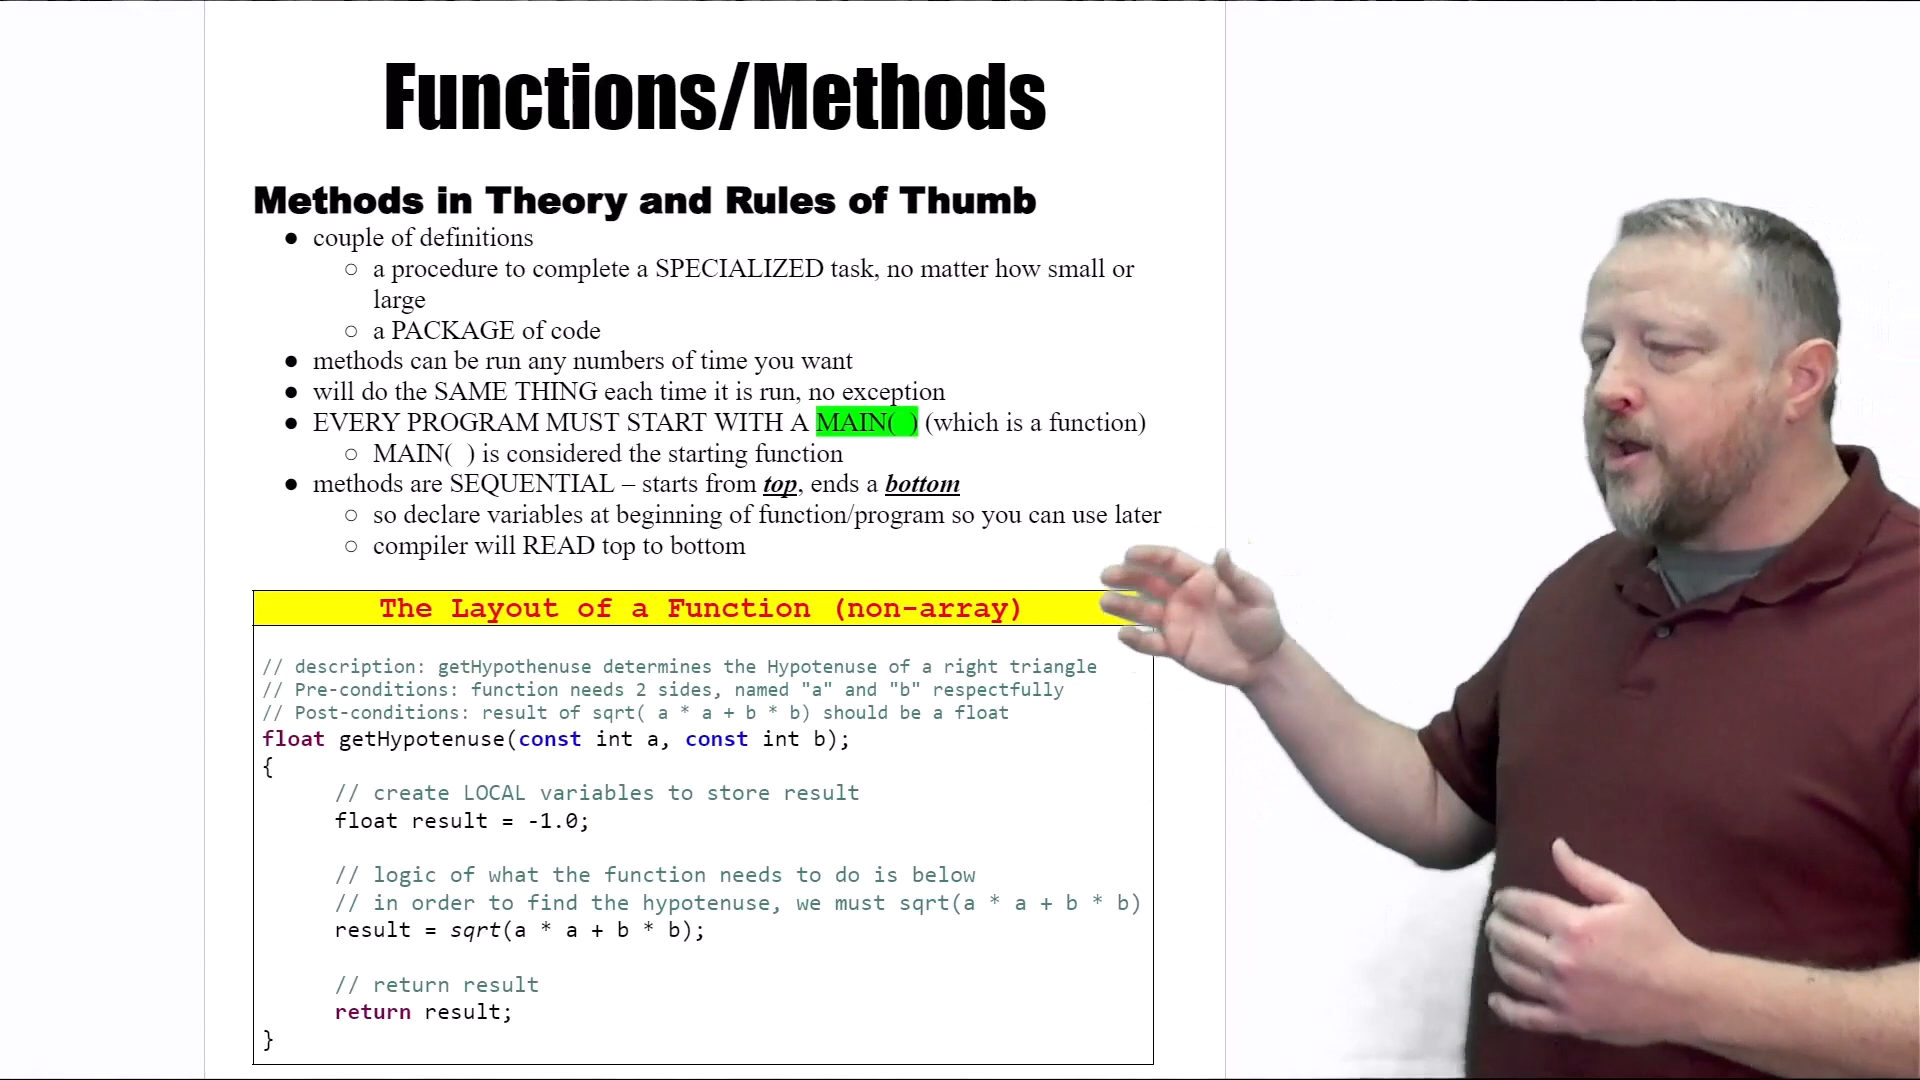 Functions/Methods
Methods in Theory and Rules of Thumb
● couple of definitions
○ a procedure to complete a SPECIALIZED task, no matter how small or
large
○ a PACKAGE of code
● methods can be run any numbers of time you want
● will do the SAME THING each time it is run, no exception
● EVERY PROGRAM MUST START WITH A MAIN( ) (which is a function)
○ MAIN( ) is considered the starting function
● methods are SEQUENTIAL – starts from top, ends a bottom
○ so declare variables at beginning of function/program so you can use later
○ compiler will READ top to bottom
The Layout of a Function (non-array)
// description: getHypothenuse determines the Hypotenuse of a right triangle
// Pre-conditions: function needs 2 sides, named "a" and "b" respectfully
// Post-conditions: result of sqrt( a * a + b * b) should be a float
float getHypotenuse(const int a, const int b);
{
// create LOCAL variables to store result
float result = -1.0;
// logic of what the function needs to do is below
// in order to find the hypotenuse, we must sqrt(a * a + b * b)
result = sqrt(a * a + b * b);
// return result
return result;
}